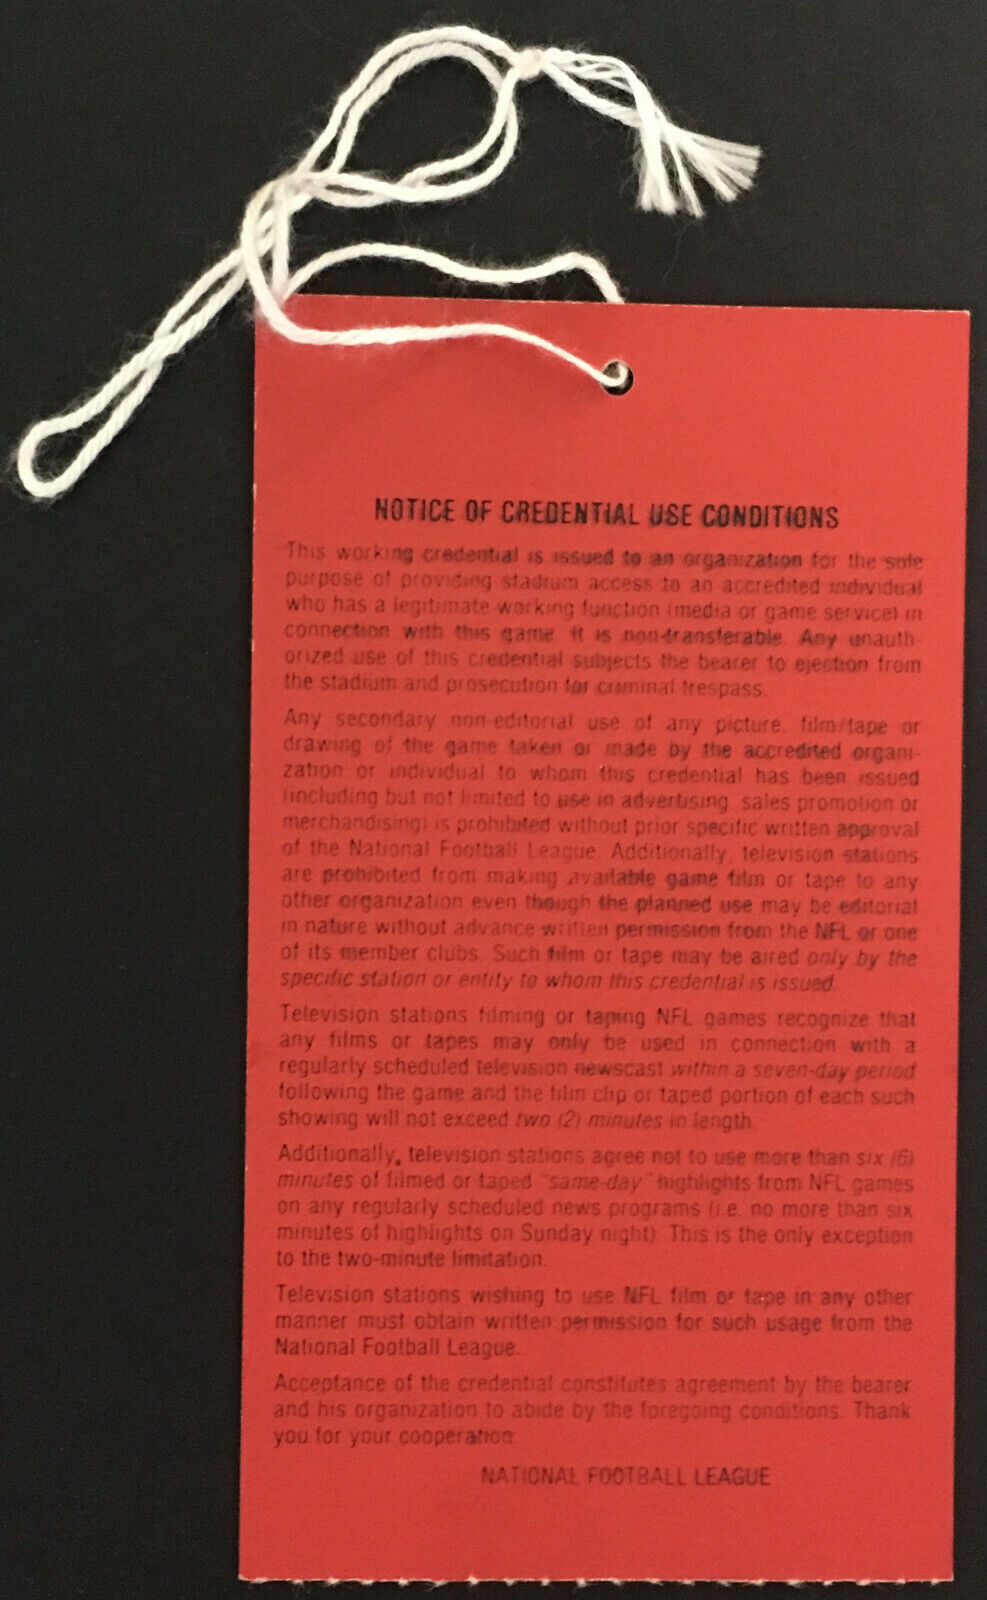 NOTICE OF CREDENTIAL USE CONDITIONS
This working credential is issued to an organization for the sole
purpose of providing stadium access to an accredited individual
who has a legitimate working function (media or game service) in
connection with this game. It is non-transferable. Any unauth-
orized use of this credential subjects the bearer to ejection from
the stadium and prosecution for criminal trespass.
Any secondary non-editorial use of any picture, film/tape or
drawing of the game taken or made by the accredited organi-
zation or individual to whom this credential has been issued
(including but not limited to use in advertising, sales promotion or
merchandising) is prohibited without prior specific written approval
of the National Football League. Additionally, television stations
are prohibited from making available game film or tape to any
other organization even though the planned use may be editorial
in nature without advance written permission from the NFL or one
of its member clubs. Such film or tape may be aired only by the
specific station or entity to whom this credential is issued.
Television stations filming or taping NFL games recognize that
any films or tapes may only be used in connection with a
regularly scheduled television newscast within a seven-day period
following the game and the film clip or taped portion of each such
showing will not exceed two (2) minutes in length.
Additionally, television stations agree not to use more than six (6)
minutes of filmed or taped "same-day" highlights from NFL games
on any regularly scheduled news programs (i.e. no more than six
minutes of highlights on Sunday night). This is the only exception
to the two-minute limitation.
Television stations wishing to use NFL film or tape in any other
manner must obtain written permission for such usage from the
National Football League.
Acceptance of the credential constitutes agreement by the bearer
and his organization to abide by the foregoing conditions. Thank
you for your cooperation.
NATIONAL FOOTBALL LEAGUE